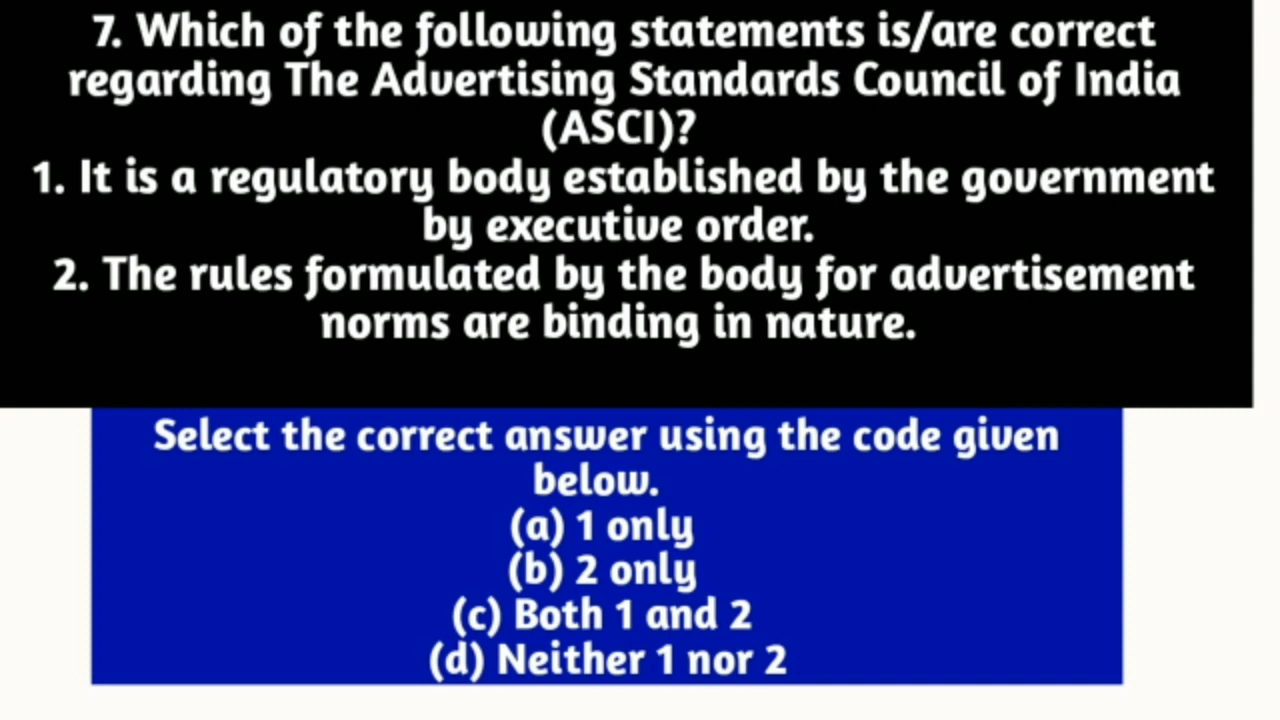 7. Which of the following statements is/are correct
regarding The Advertising Standards Council of India
(ASCI)?
1. It is a regulatory body established by the government
by executive order.
2. The rules formulated by the body for advertisement
norms are binding in nature.
Select the correct answer using the code given
below.
(a) 1 only
(b) 2 only
(c) Both 1 and 2
(d) Neither 1 nor 2